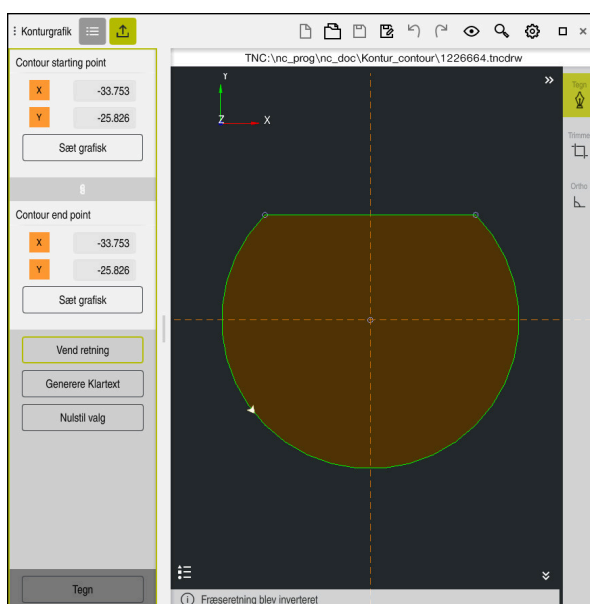 Konturgrafik
TNC:\nc_prog\nc_doc\Kontur_contour\1226664.tncdrw
Contour starting point
X -33.753
Y -25.826
Sæt grafisk
Contour end point
X -33.753
Y -25.826
Sæt grafisk
Vend retning
Generere Klartext
Nulstil valg
Tegn
Y
Z X
Tegn
Trimme
Ortho
Fræseretning blev inverteret